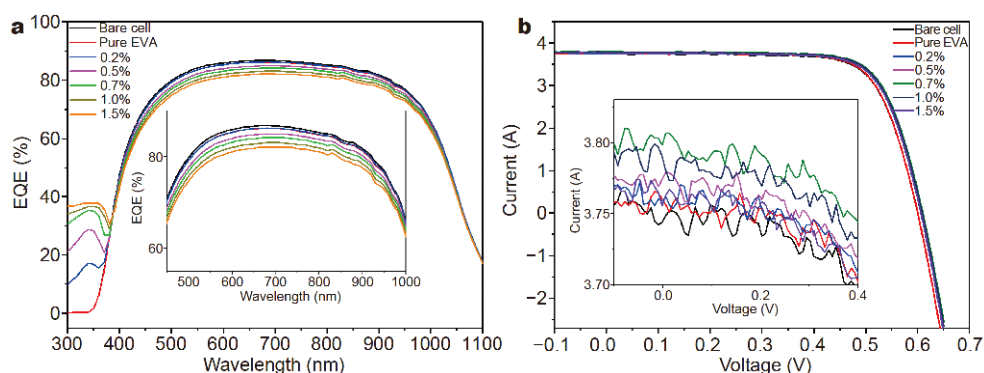 a
100
80
60
40
20
0
EQE (%)
Bare cell
Pure EVA
0.2%
0.5%
0.7%
1.0%
1.5%
80
60
EQE (%)
500 600 700 800 900 1000
Wavelength (nm)
300 400 500 600 700 800 900 1000 1100
Wavelength (nm)
b
4
3
2
1
0
−1
−2
Current (A)
Bare cell
Pure EVA
0.2%
0.5%
0.7%
1.0%
1.5%
3.80
3.75
3.70
Current (A)
0.0 0.2 0.4
Voltage (V)
−0.1 0.0 0.1 0.2 0.3 0.4 0.5 0.6 0.7
Voltage (V)